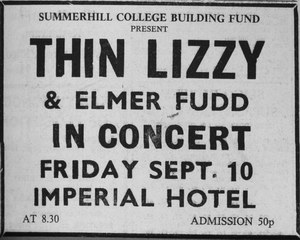 SUMMERHILL COLLEGE BUILDING FUND
PRESENT
THIN LIZZY
& ELMER FUDD
IN CONCERT
FRIDAY SEPT. 10
IMPERIAL HOTEL
AT 8.30 ADMISSION 50p